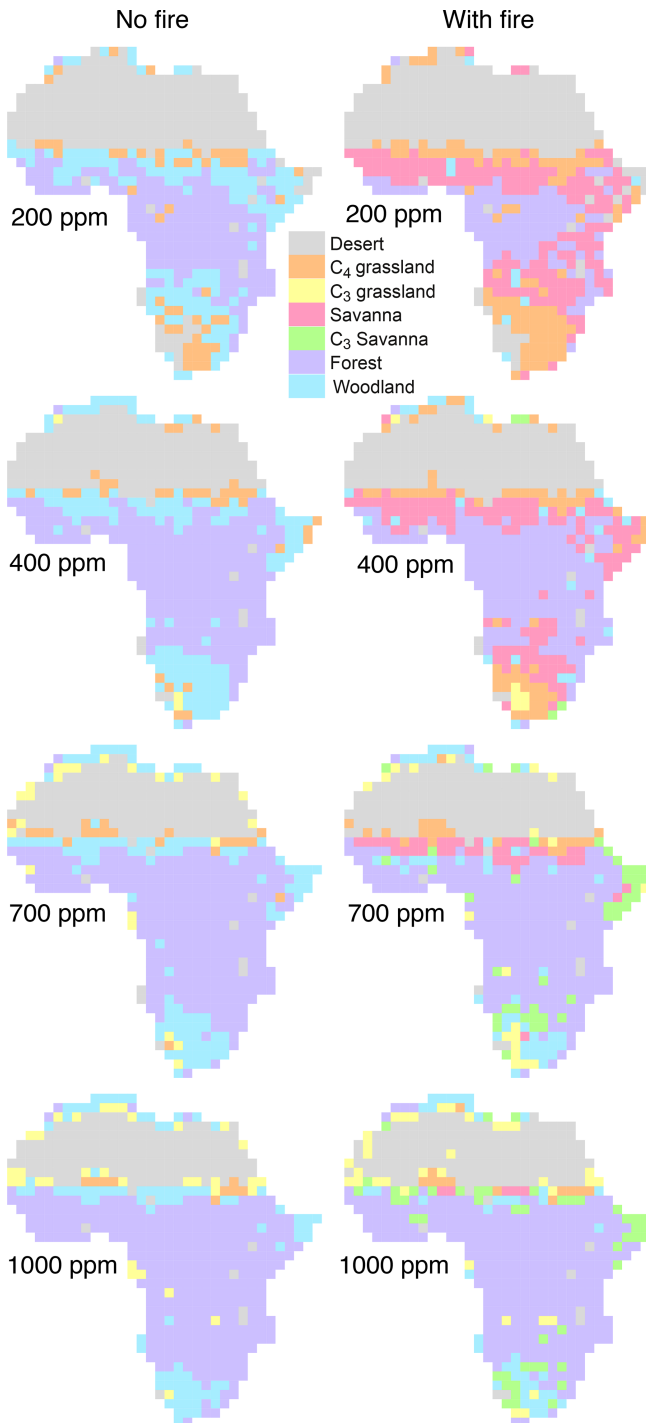 No fire
With fire
200 ppm
200 ppm
Desert
C₄ grassland
C₃ grassland
Savanna
C₃ Savanna
Forest
Woodland
400 ppm
400 ppm
700 ppm
700 ppm
1000 ppm
1000 ppm